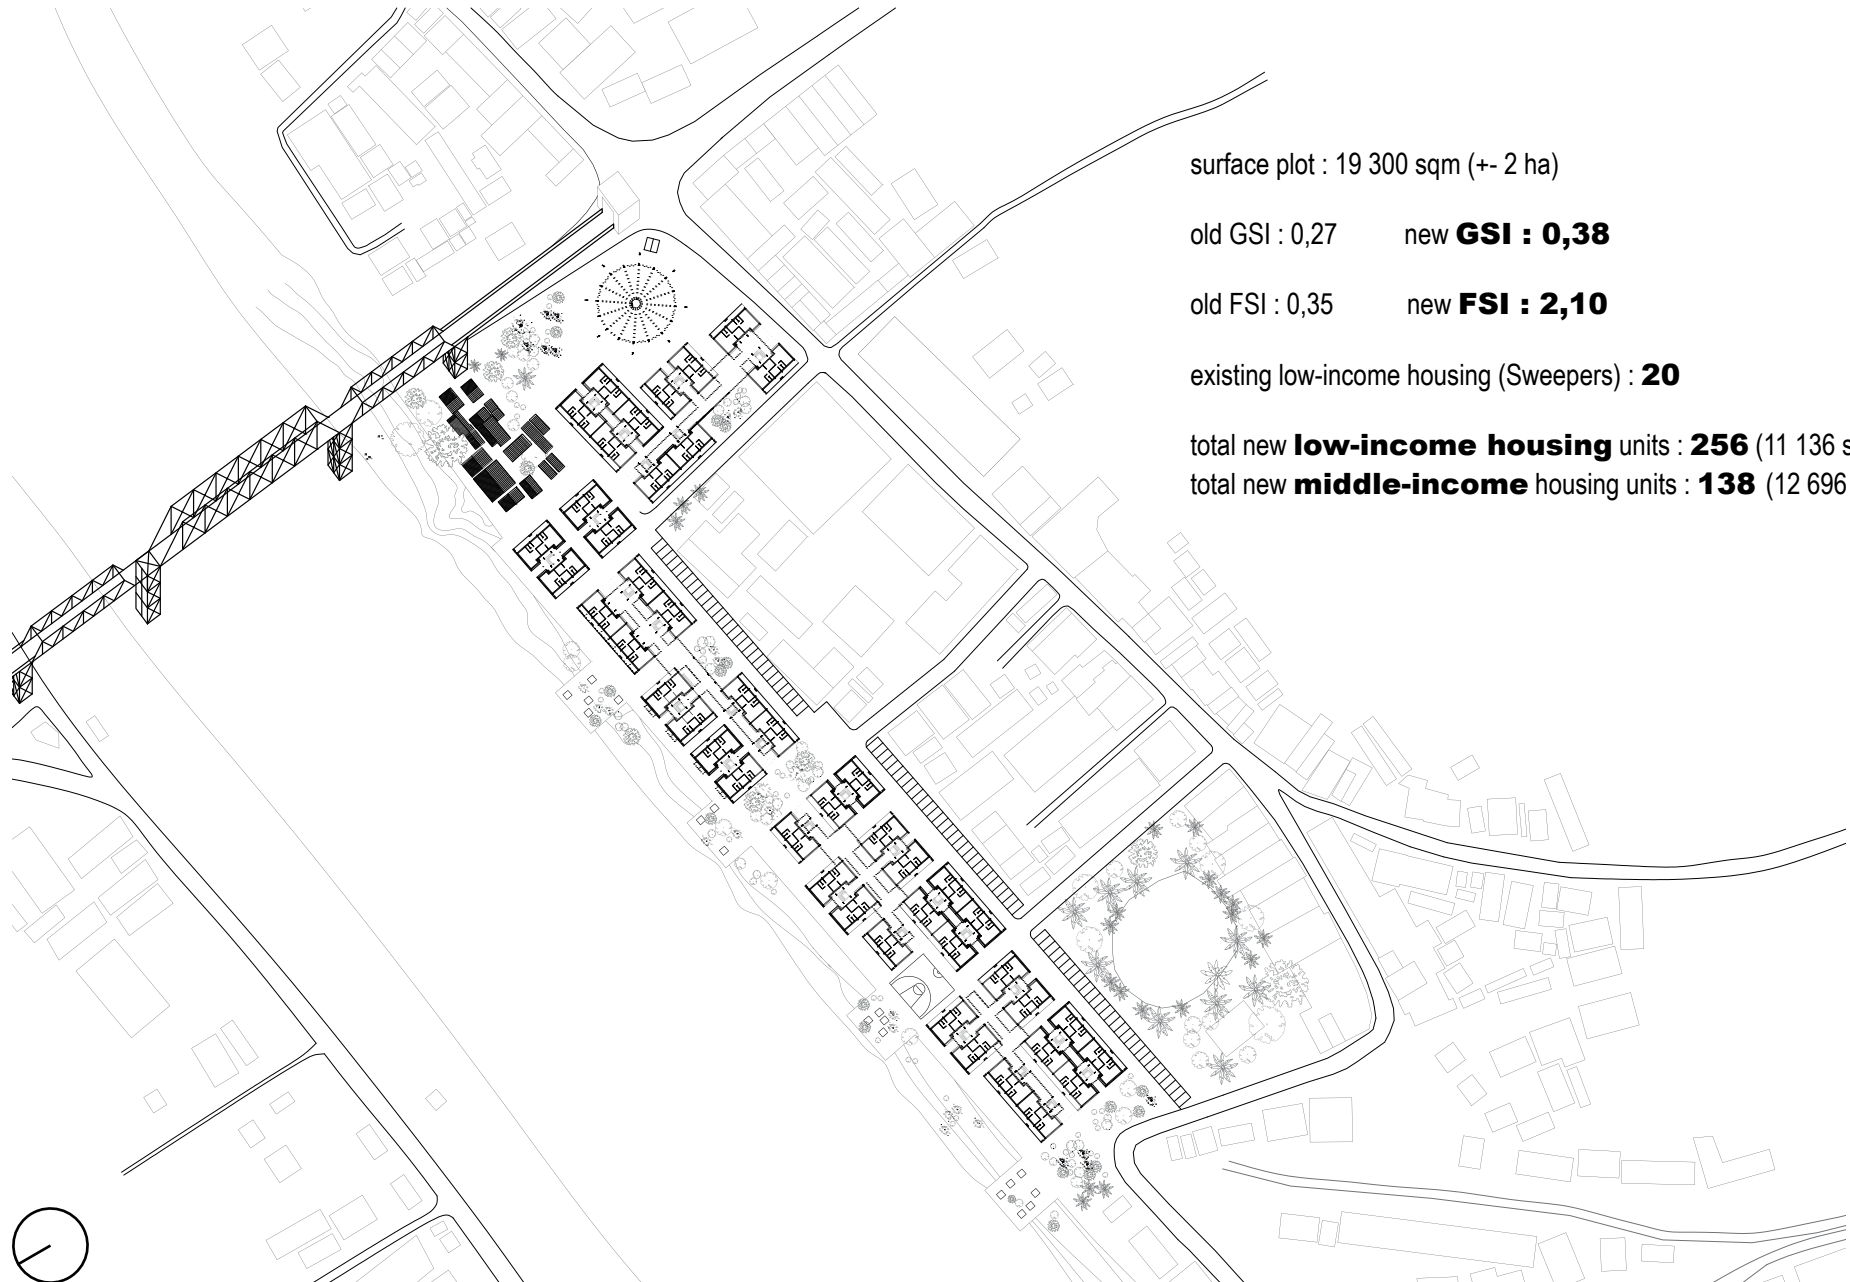 surface plot : 19 300 sqm (+- 2 ha)
old GSI : 0,27 new GSI : 0,38
old FSI : 0,35 new FSI : 2,10
existing low-income housing (Sweepers) : 20
total new low-income housing units : 256 (11 136 s
total new middle-income housing units : 138 (12 696